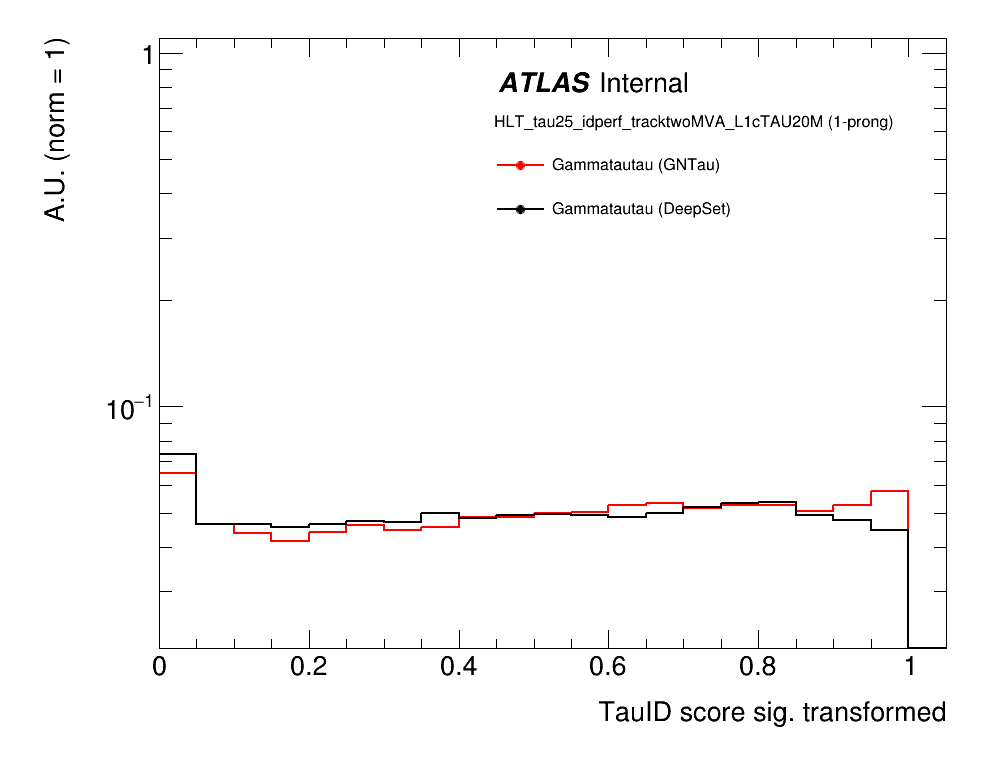 A.U. (norm = 1)
ATLAS Internal
HLT_tau25_idperf_tracktwoMVA_L1cTAU20M (1-prong)
Gammatautau (GNTau)
Gammatautau (DeepSet)
1
10⁻¹
0 0.2 0.4 0.6 0.8 1
TauID score sig. transformed